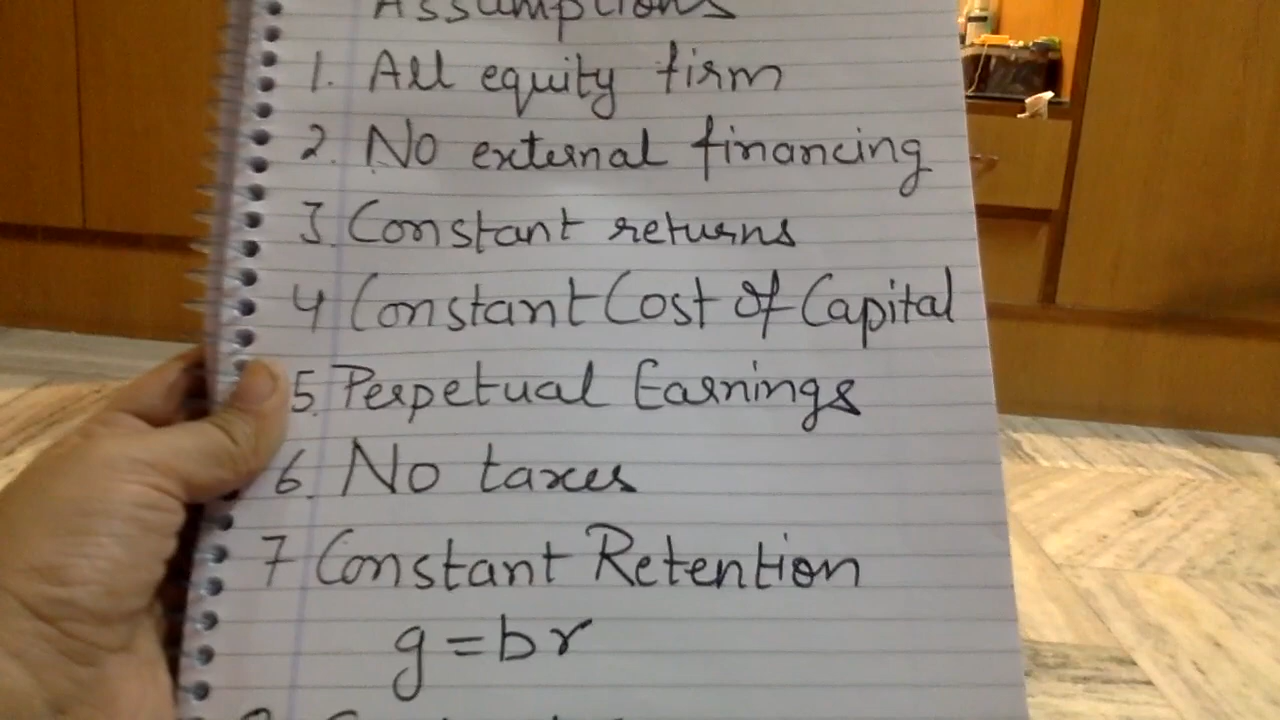 Assumptions
1. All equity firm
2. No external financing
3. Constant returns
4 Constant Cost of Capital
5. Perpetual Earnings
6. No taxes
7 Constant Retention
g = br